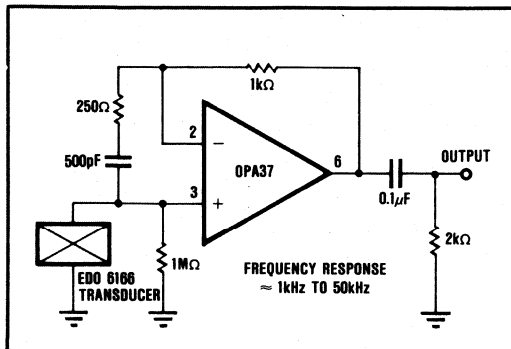 1kΩ
250Ω
2
500pF
OPA37
6
OUTPUT
3
0.1µF
EDO 6166
TRANSDUCER
1MΩ
2kΩ
FREQUENCY RESPONSE
≈ 1kHz TO 50kHz